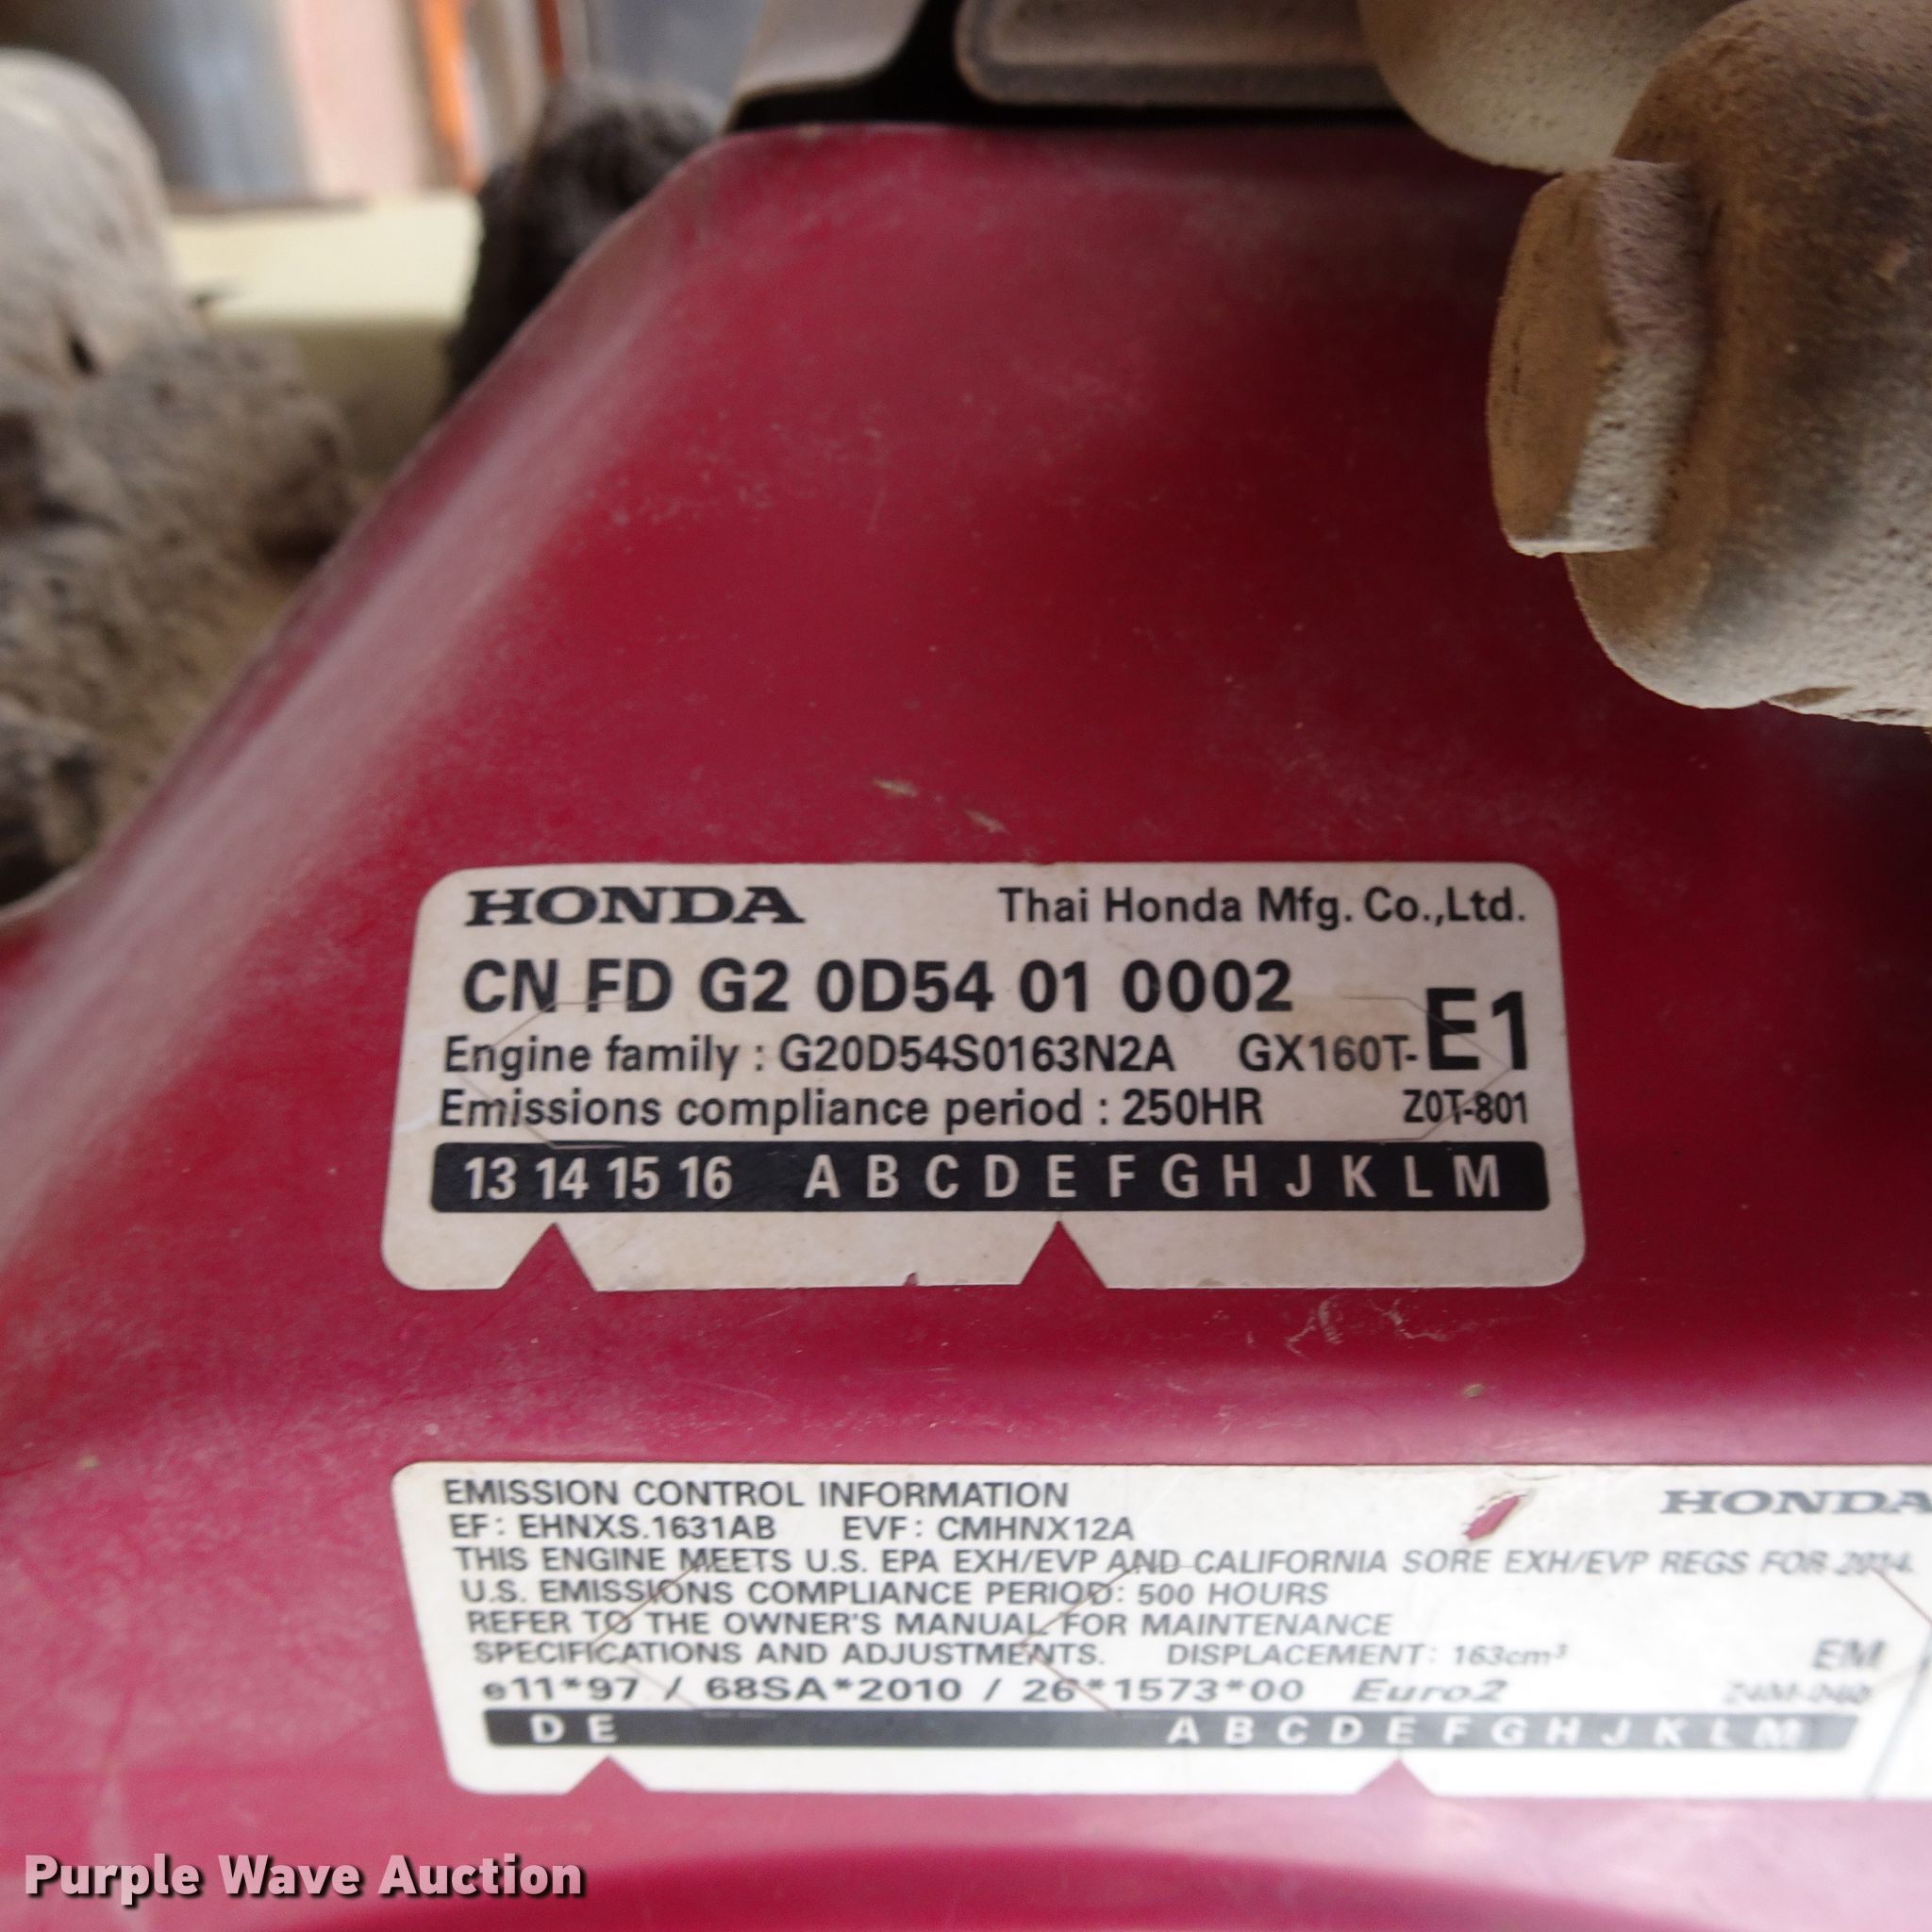 HONDA Thai Honda Mfg. Co.,Ltd.
CN FD G2 0D54 01 0002
E1
Engine family : G20D54S0163N2A GX160T-
Emissions compliance period : 250HR Z0T-801
13 14 15 16 A B C D E F G H J K L M
EMISSION CONTROL INFORMATION HONDA
EF: EHNXS.1631AB EVF: CMHNX12A
THIS ENGINE MEETS U.S. EPA EXH/EVP AND CALIFORNIA SORE EXH/EVP REGS FOR 2014.
U.S. EMISSIONS COMPLIANCE PERIOD: 500 HOURS
REFER TO THE OWNER'S MANUAL FOR MAINTENANCE
SPECIFICATIONS AND ADJUSTMENTS. DISPLACEMENT: 163cm³ EM
e11*97 / 68SA*2010 / 26*1573*00 Euro2
D E A B C D E F G H J K L M
Purple Wave Auction